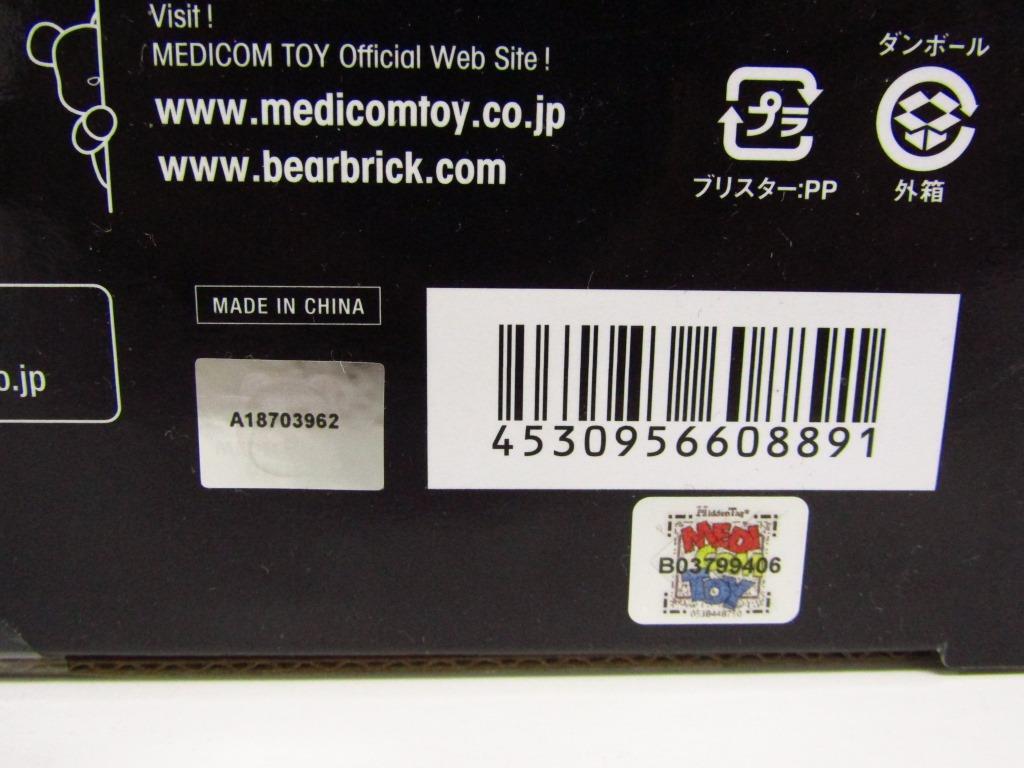 Visit !
MEDICOM TOY Official Web Site !
www.medicomtoy.co.jp
www.bearbrick.com
ダンボール
プラ
ブリスター:PP
外箱
o.jp
MADE IN CHINA
A18703962
4530956608891
HiddenTag®
MEDI
COM
B03799406
TOY